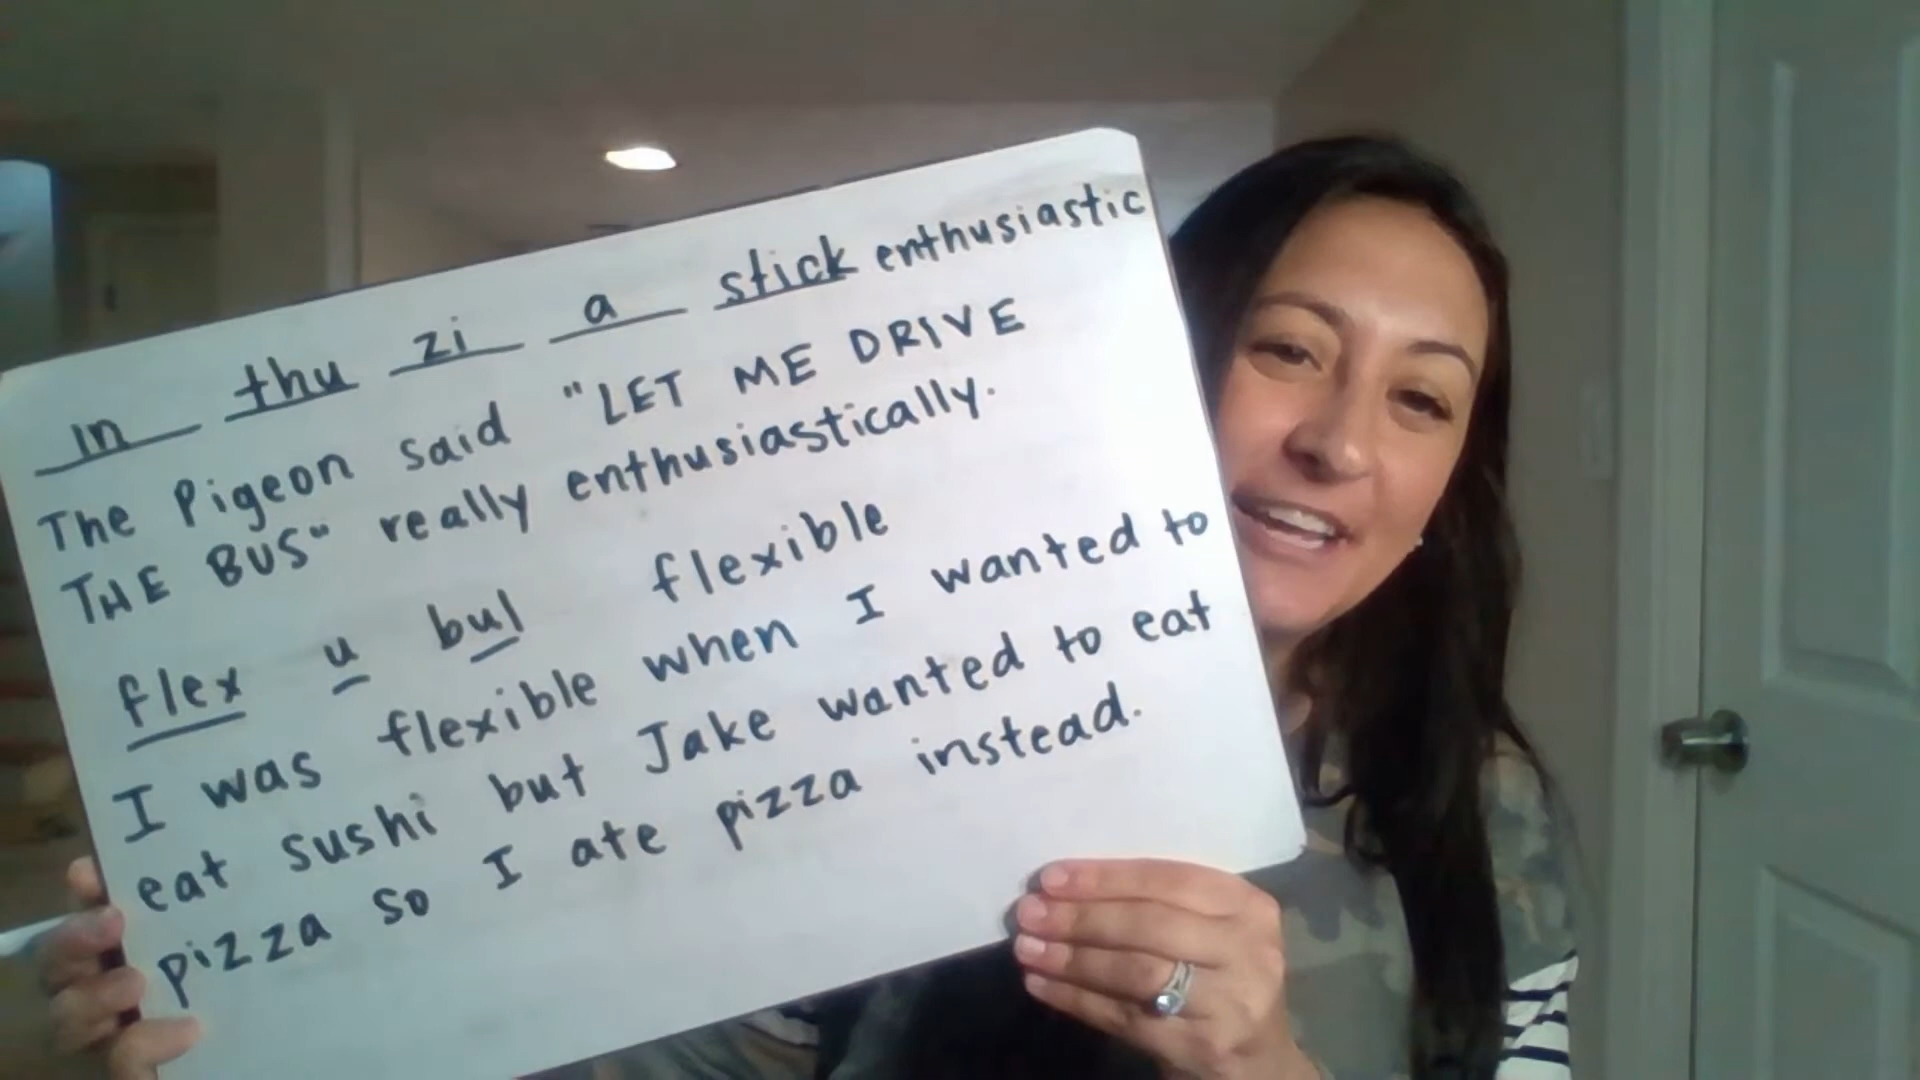 in thu zi a stick enthusiastic
The Pigeon said "LET ME DRIVE
THE BUS" really enthusiastically.
flex u bul flexible
I was flexible when I wanted to
eat sushi but Jake wanted to eat
pizza so I ate pizza instead.